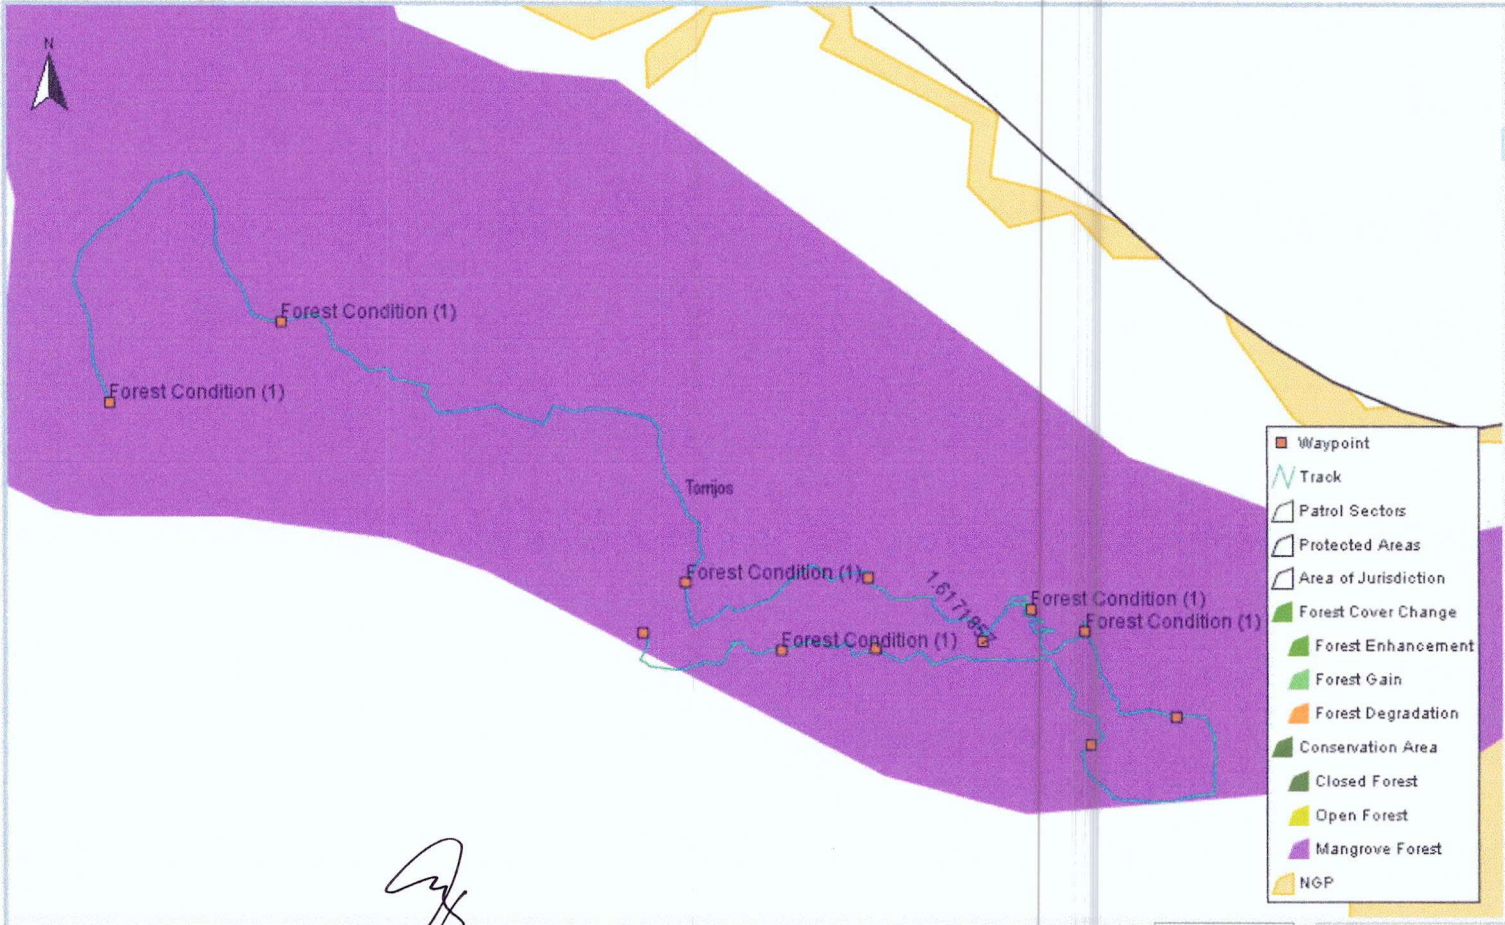 N
Forest Condition (1)
Forest Condition (1)
Torrijos
Forest Condition (1)
Forest Condition (1)
Forest Condition (1)
Forest Condition (1)
Waypoint
Track
Patrol Sectors
Protected Areas
Area of Jurisdiction
Forest Cover Change
Forest Enhancement
Forest Gain
Forest Degradation
Conservation Area
Closed Forest
Open Forest
Mangrove Forest
NGP